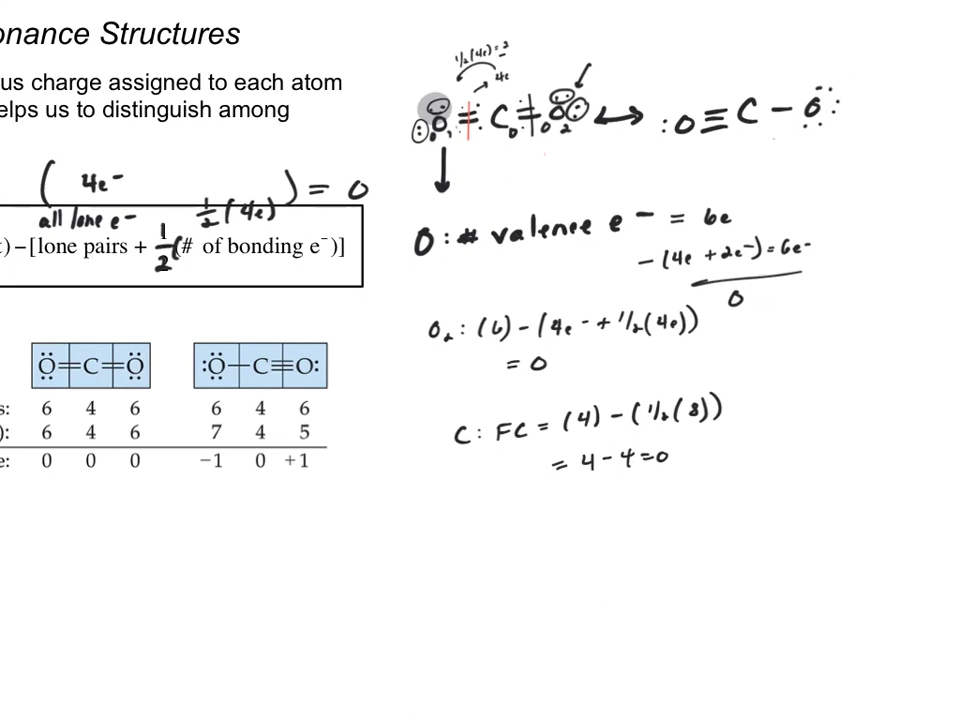 onance Structures
us charge assigned to each atom
elps us to distinguish among
1/2(4e)=2
4e
:O≡C-O:
(4e- 1/2(4e))=0
all lone e-
t)–[lone pairs + 1/2(# of bonding e⁻)]
O: # valence e- = 6e
-(4e +2e-)=6e-
0
O₂: (6)-(4e- + 1/2(4e))
= 0
C: FC = (4)-(1/2(8))
= 4-4=0
Ö=C=Ö :Ö—C≡O:
s: 6 4 6 6 4 6
): 6 4 6 7 4 5
e: 0 0 0 −1 0 +1